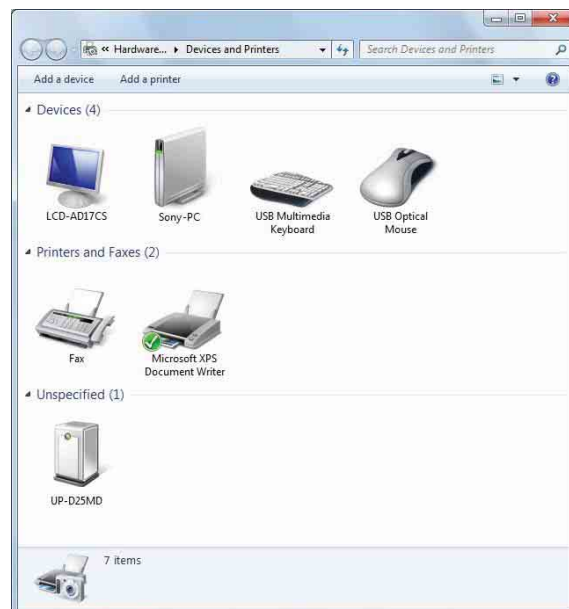 « Hardware... ▸ Devices and Printers
Search Devices and Printers
Add a device Add a printer
Devices (4)
LCD-AD17CS Sony-PC USB Multimedia Keyboard USB Optical Mouse
Printers and Faxes (2)
Fax Microsoft XPS Document Writer
Unspecified (1)
UP-D25MD
7 items